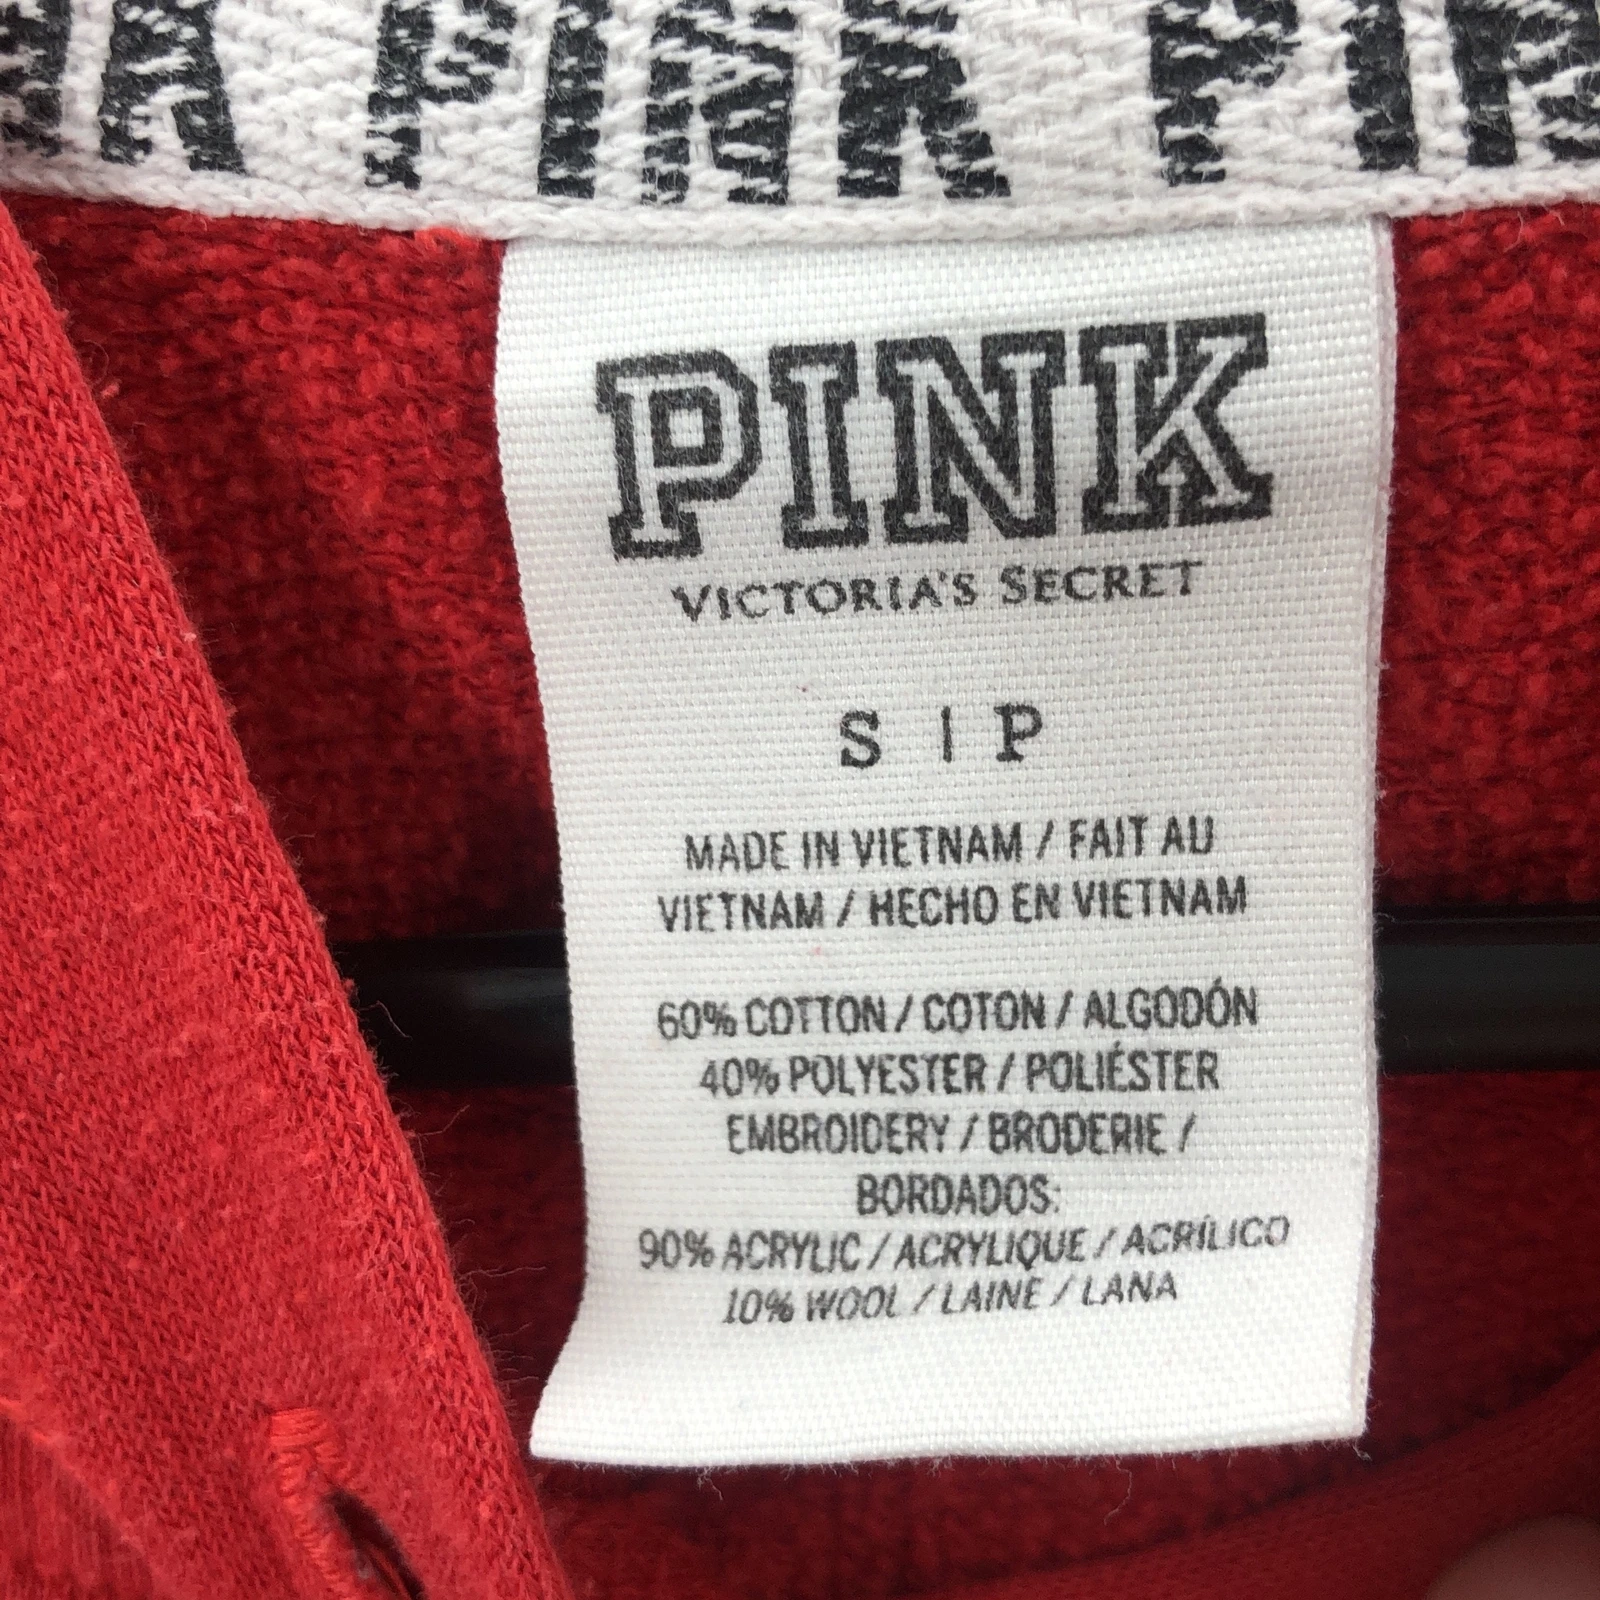 PINK PINK PIN
PINK
VICTORIA'S SECRET
S | P
MADE IN VIETNAM / FAIT AU
VIETNAM / HECHO EN VIETNAM
60% COTTON / COTON / ALGODÓN
40% POLYESTER / POLIÉSTER
EMBROIDERY / BRODERIE /
BORDADOS:
90% ACRYLIC / ACRYLIQUE / ACRÍLICO
10% WOOL / LAINE / LANA